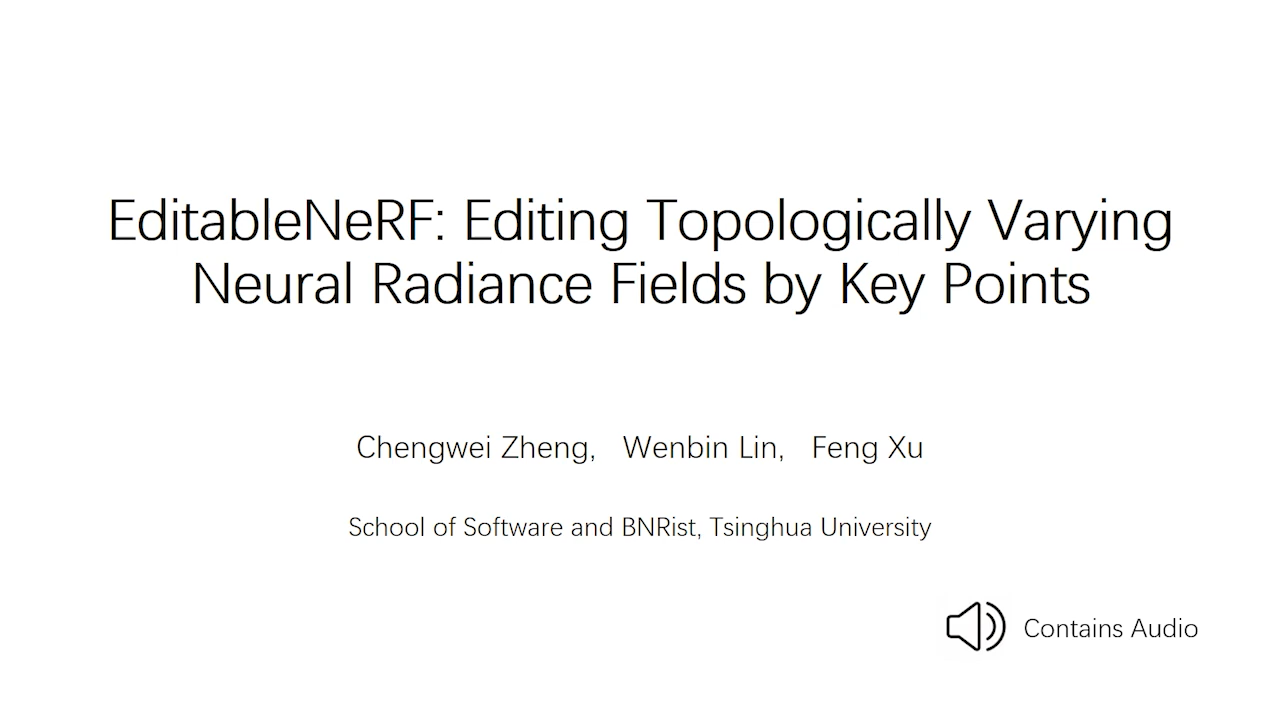 EditableNeRF: Editing Topologically Varying
Neural Radiance Fields by Key Points
Chengwei Zheng, Wenbin Lin, Feng Xu
School of Software and BNRist, Tsinghua University
Contains Audio